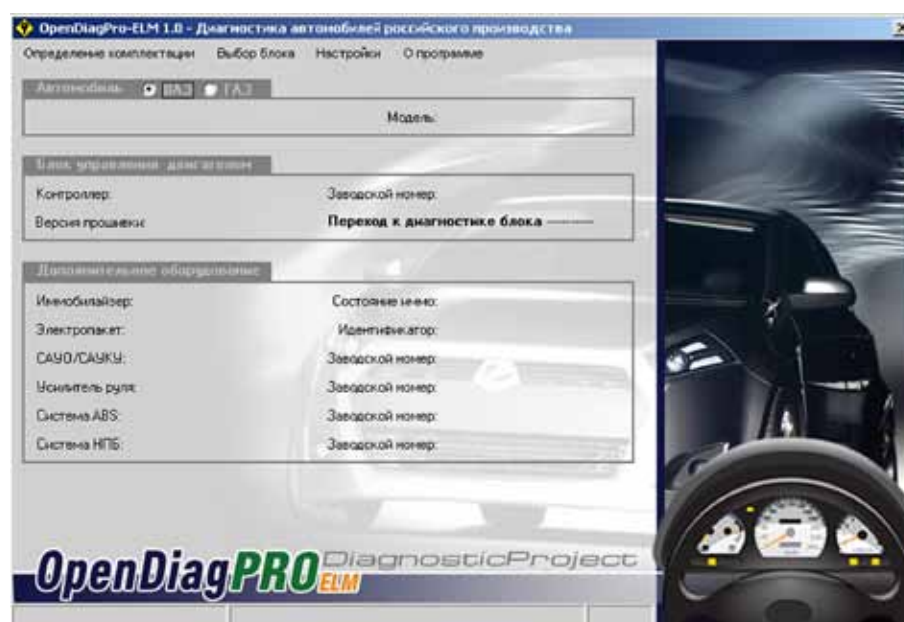 OpenDiagPro-ELM 1.0 - Диагностика автомобилей российского производства
Определение комплектации Выбор блока Настройки О программе
Автомобиль ВАЗ ГАЗ
Модель:
Блок управления двигателем
Контроллер: Заводской номер:
Версия прошивки: Переход к диагностике блока ---------
Дополнительное оборудование
Иммобилайзер: Состояние иммо:
Электропакет: Идентификатор:
САУО/САУКУ: Заводской номер:
Усилитель руля: Заводской номер:
Система ABS: Заводской номер:
Система НПБ: Заводской номер:
OpenDiagPRO ELM DiagnosticProject